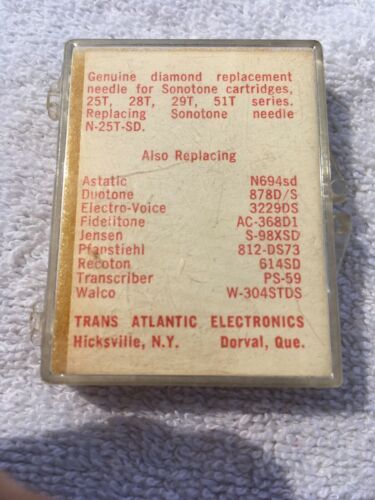 Genuine diamond replacement
needle for Sonotone cartridges,
25T, 28T, 29T, 51T series.
Replacing Sonotone needle
N-25T-SD.
Also Replacing
Astatic N694sd
Duotone 878D/S
Electro-Voice 3229DS
Fidelitone AC-368D1
Jensen S-98XSD
Pfanstiehl 812-DS73
Recoton 614SD
Transcriber PS-59
Walco W-304STDS
TRANS ATLANTIC ELECTRONICS
Hicksville, N.Y. Dorval, Que.